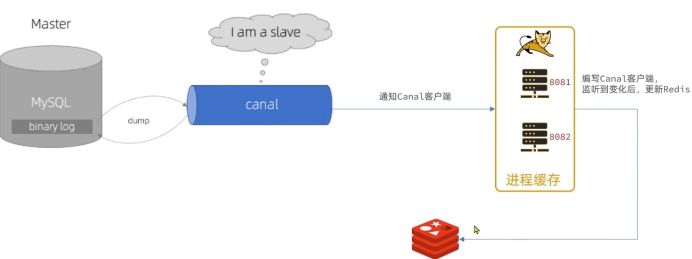 Master
I am a slave
MySQL
binary log
dump
canal
通知Canal客户端
8081
8082
进程缓存
编写Canal客户端,
监听到变化后，更新Redis